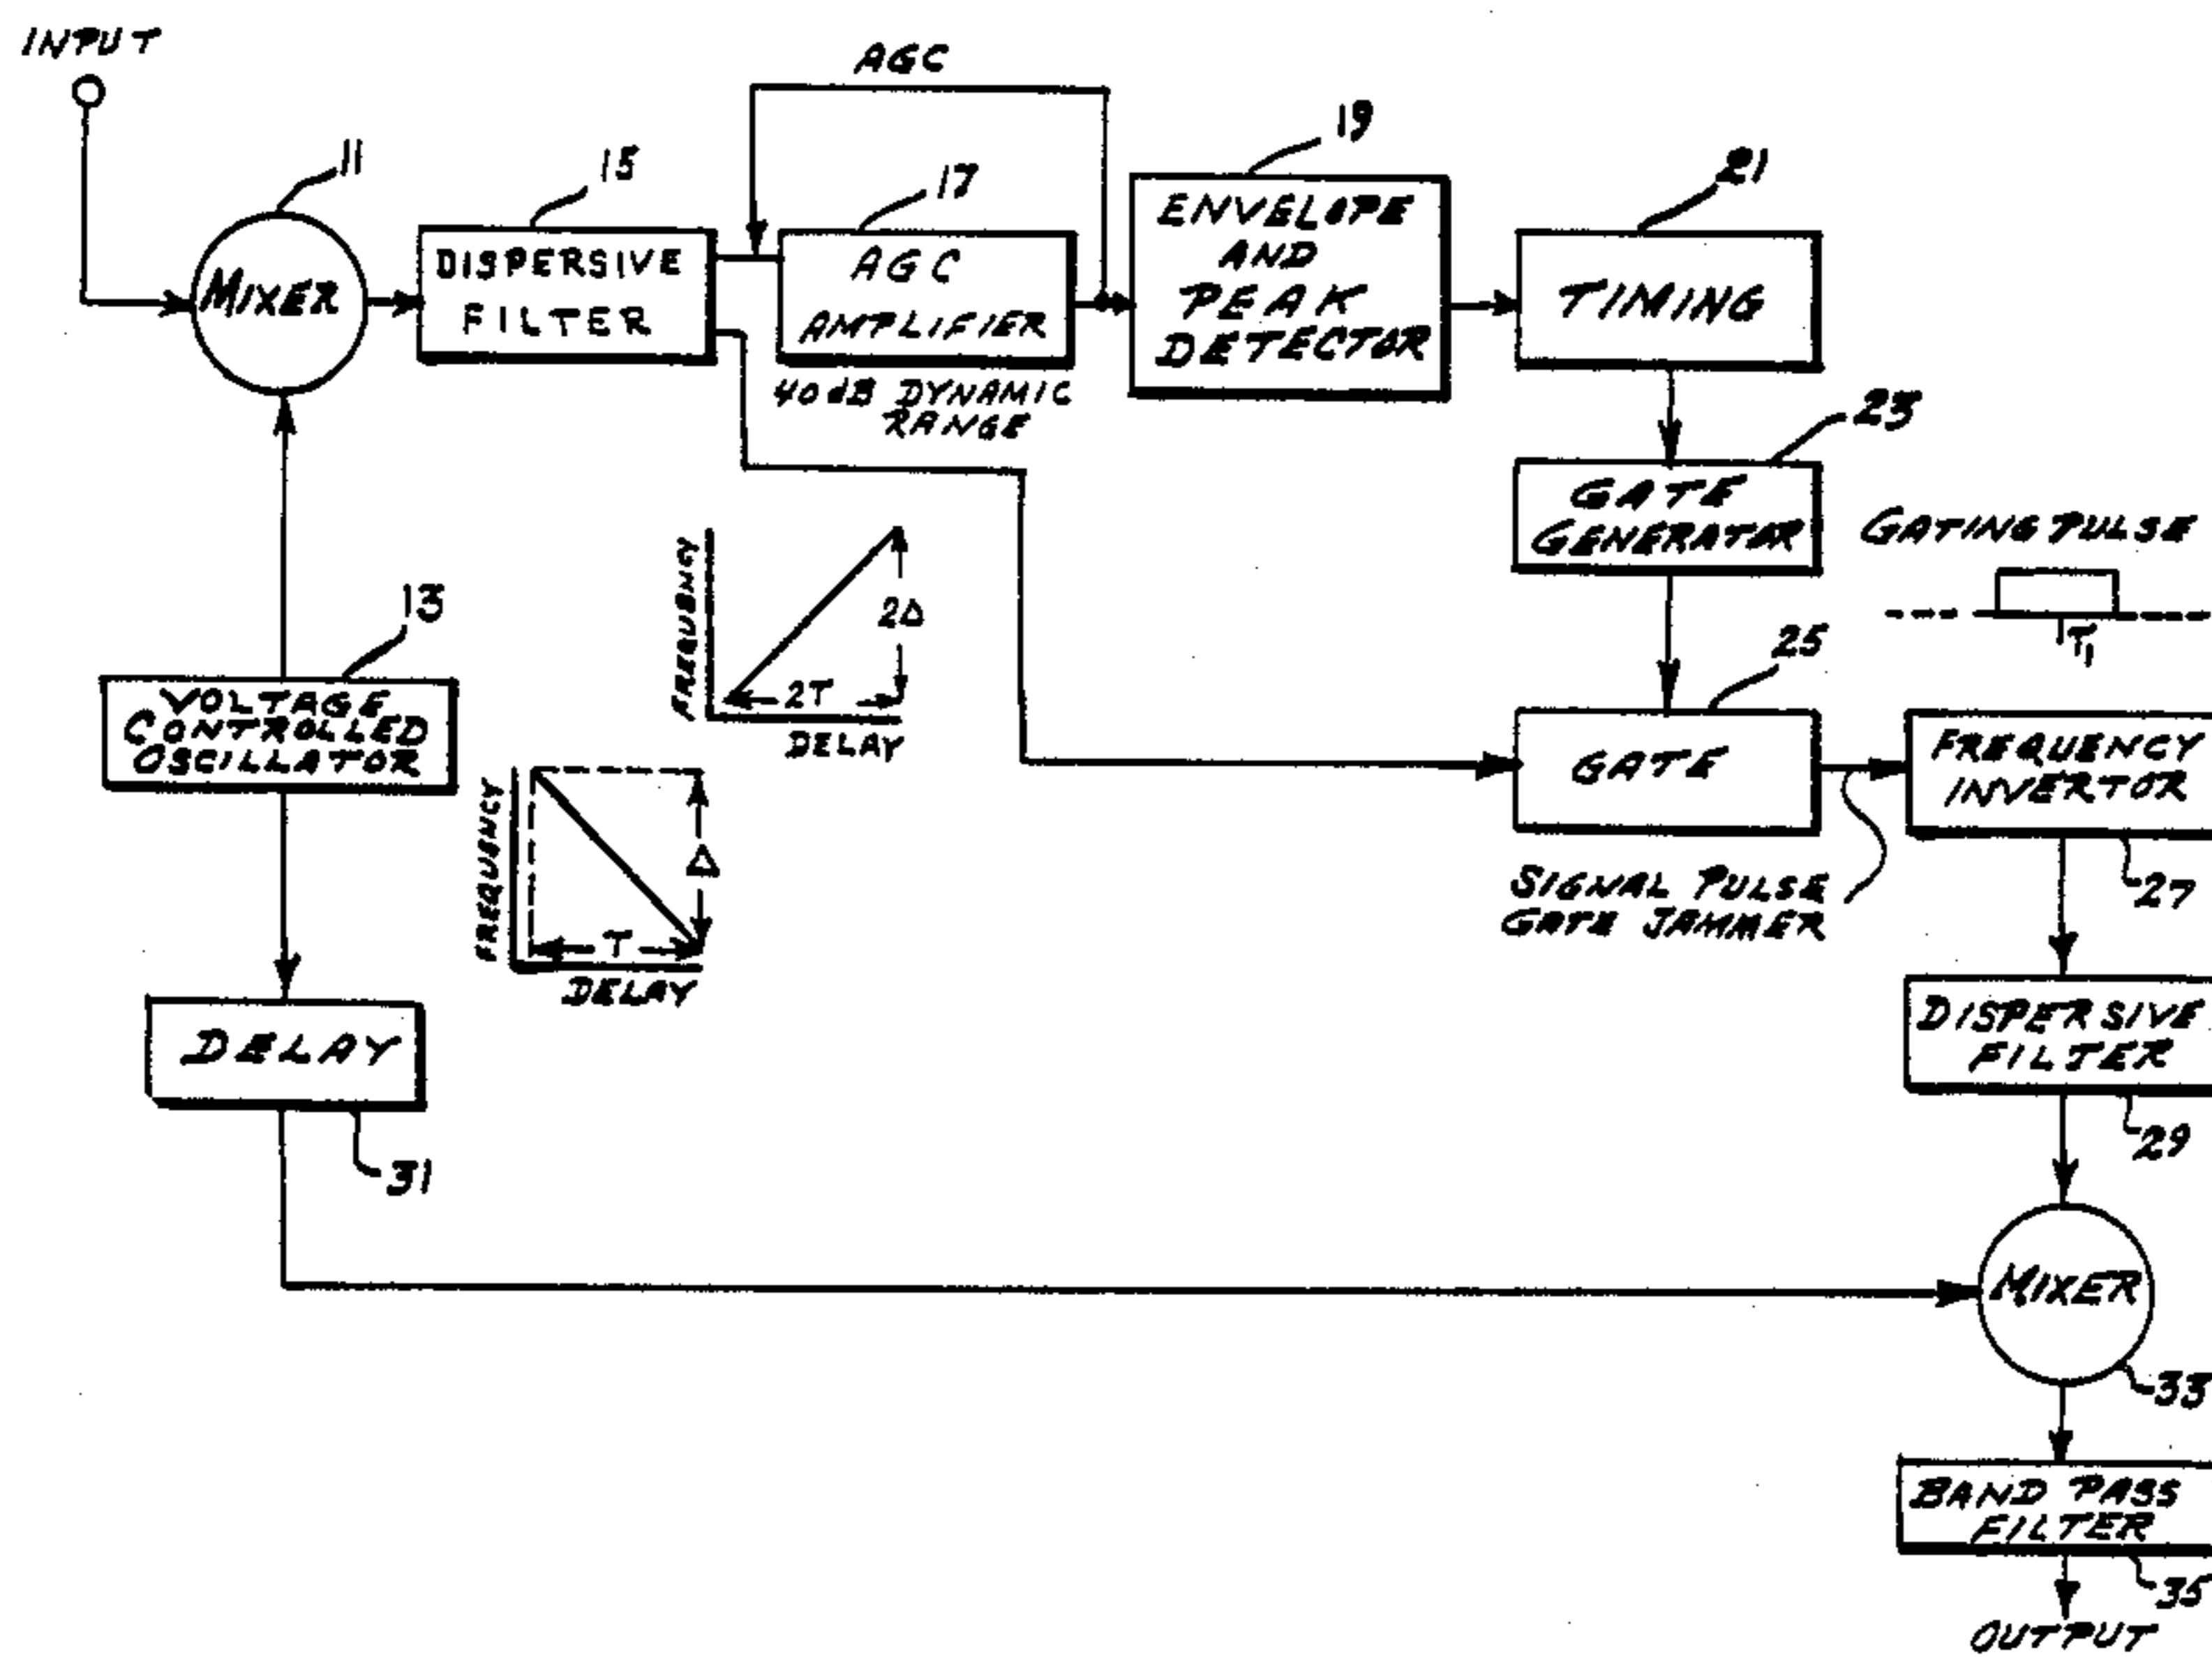 INPUT
AGC
11
15
17
19
21
MIXER
DISPERSIVE
FILTER
AGC
AMPLIFIER
40 dB DYNAMIC
RANGE
ENVELOPE
AND
PEAK
DETECTOR
TIMING
23
GATE
GENERATOR
GATING PULSE
T1
13
VOLTAGE
CONTROLLED
OSCILLATOR
FREQUENCY
2Δ
2T
DELAY
FREQUENCY
Δ
T
DELAY
25
GATE
FREQUENCY
INVERTOR
27
SIGNAL PULSE
GATE JAMMER
DELAY
31
DISPERSIVE
FILTER
29
MIXER
33
BAND PASS
FILTER
35
OUTPUT